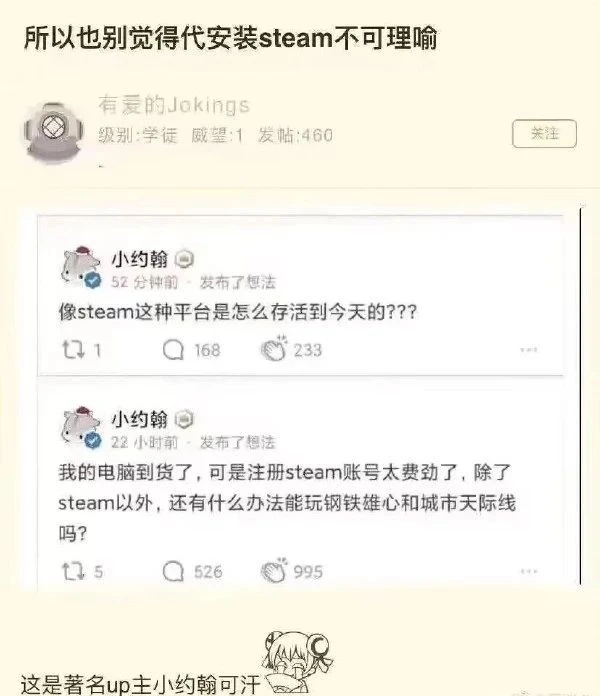 所以也别觉得代安装steam不可理喻
有爱的Jokings
级别:学徒 威望:1 发帖:460
关注
小约翰
52 分钟前 · 发布了想法
像steam这种平台是怎么存活到今天的???
1 168 233
小约翰
22 小时前 · 发布了想法
我的电脑到货了，可是注册steam账号太费劲了，除了
steam以外，还有什么办法能玩钢铁雄心和城市天际线
吗？
5 526 995
这是著名up主小约翰可汗